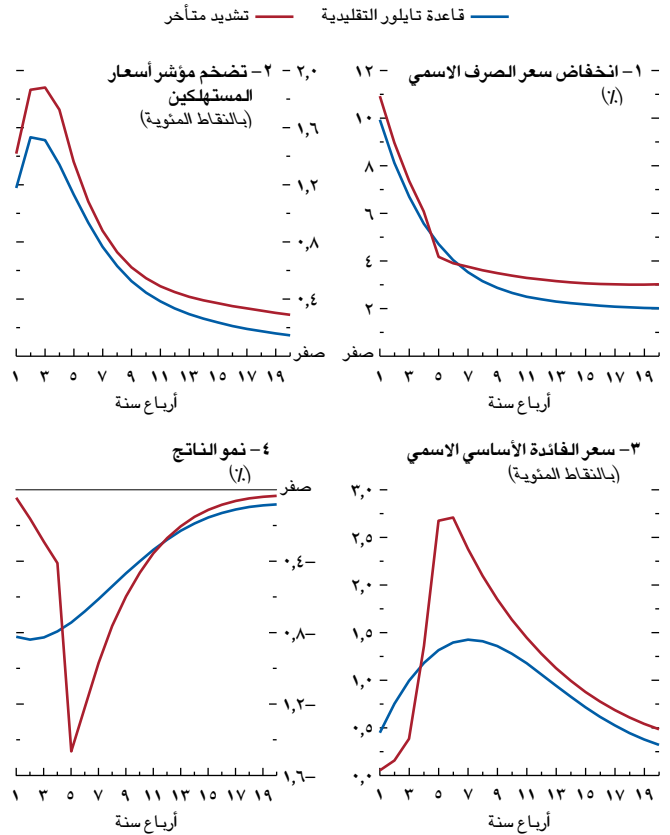 قاعدة تايلور التقليدية تشديد متأخر
١- انخفاض سعر الصرف الاسمي
(٪)
١٢
١٠
٨
٦
٤
٢
صفر
١ ٣ ٥ ٧ ٩ ١١ ١٣ ١٥ ١٧ ١٩
أرباع سنة
٢- تضخم مؤشر أسعار
المستهلكين
(بالنقاط المئوية)
٢,٠
١,٦
١,٢
٠,٨
٠,٤
صفر
١ ٣ ٥ ٧ ٩ ١١ ١٣ ١٥ ١٧ ١٩
أرباع سنة
٣- سعر الفائدة الأساسي الاسمي
(بالنقاط المئوية)
٣,٠
٢,٥
٢,٠
١,٥
١,٠
٠,٥
٠,٠
١ ٣ ٥ ٧ ٩ ١١ ١٣ ١٥ ١٧ ١٩
أرباع سنة
٤- نمو الناتج
(٪)
صفر
٠,٤–
٠,٨–
١,٢–
١,٦–
١ ٣ ٥ ٧ ٩ ١١ ١٣ ١٥ ١٧ ١٩
أرباع سنة